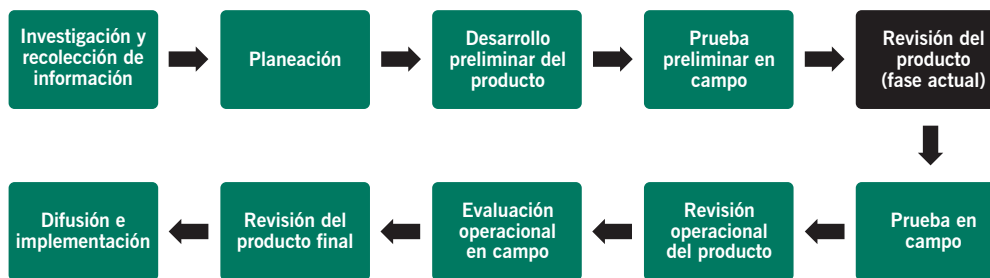 Investigación y
recolección de
información
Planeación
Desarrollo
preliminar del
producto
Prueba
preliminar en
campo
Revisión del
producto
(fase actual)
Prueba en
campo
Revisión
operacional
del producto
Evaluación
operacional
en campo
Revisión del
producto final
Difusión e
implementación